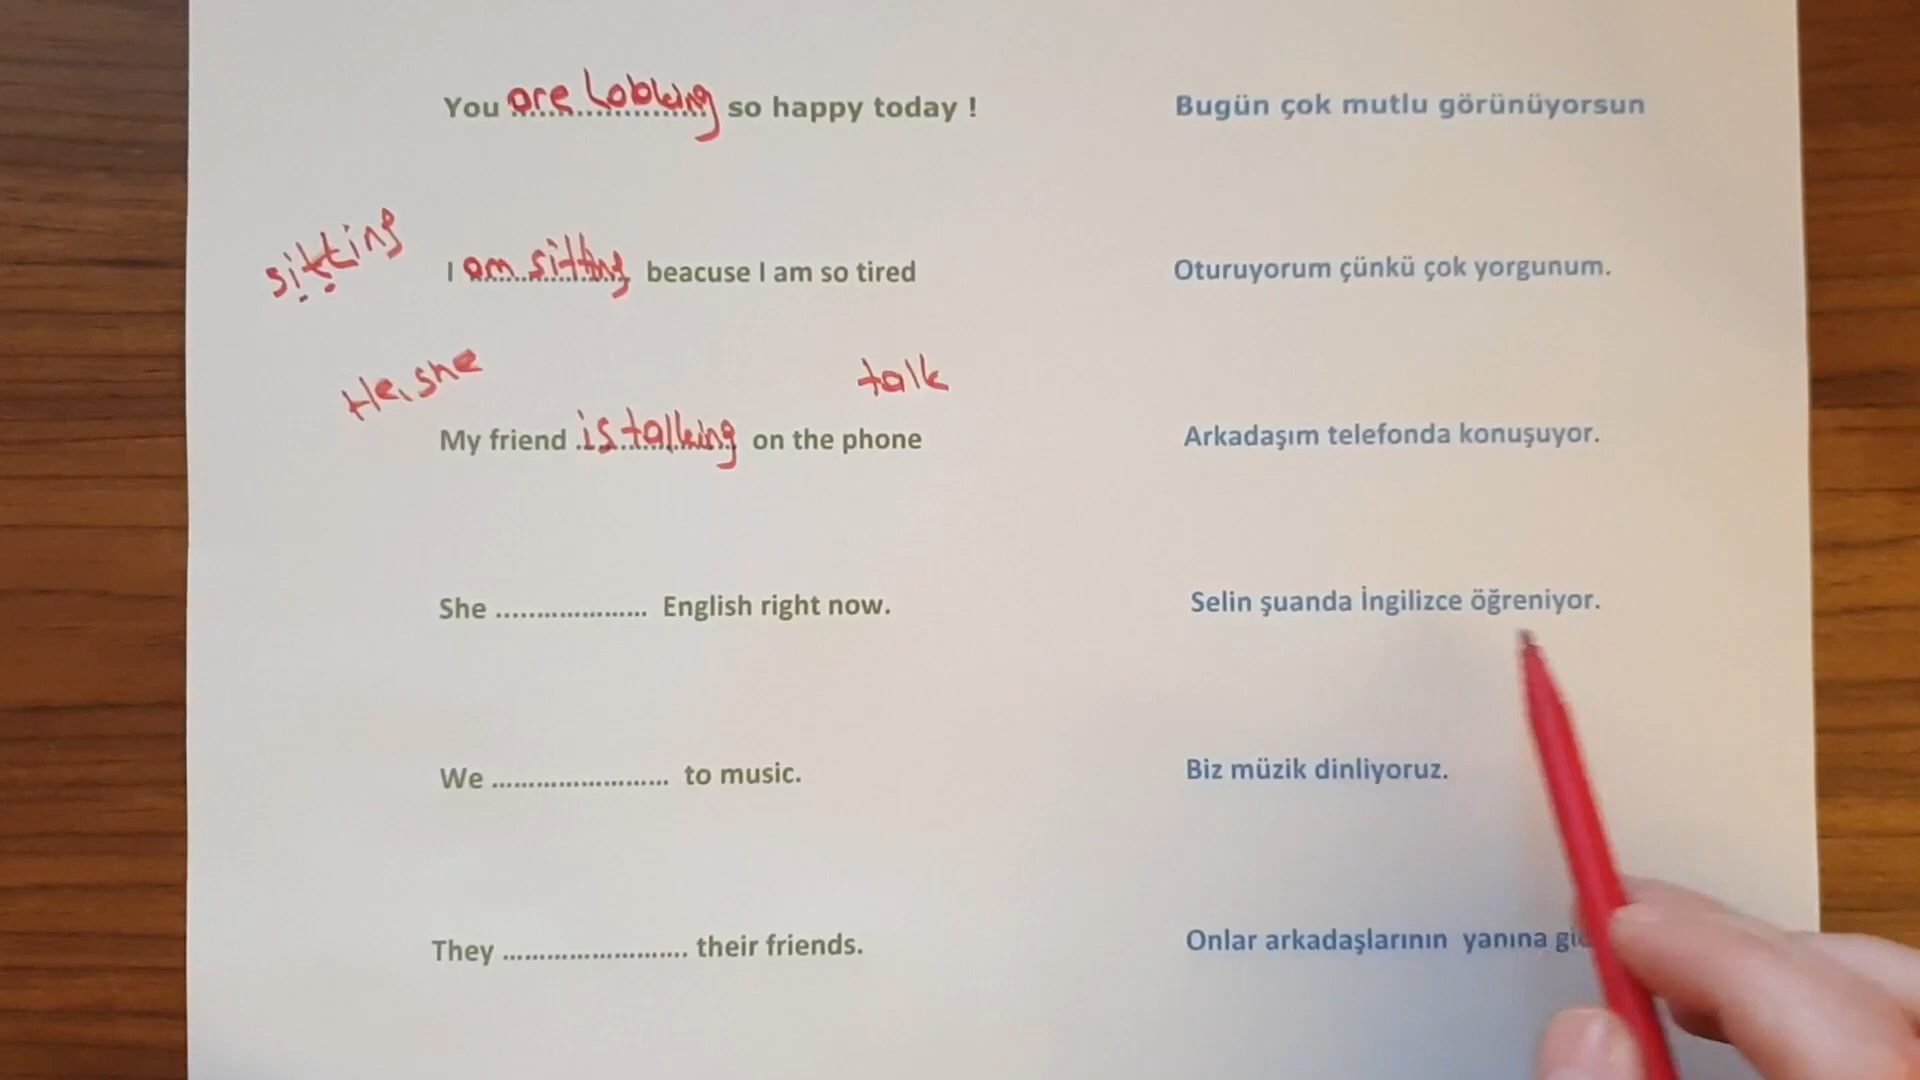 You are looking so happy today !
Bugün çok mutlu görünüyorsun
sitting
I am sitting beacuse I am so tired
Oturuyorum çünkü çok yorgunum.
He, she
talk
My friend is talking on the phone
Arkadaşım telefonda konuşuyor.
She ................... English right now.
Selin şuanda İngilizce öğreniyor.
We ...................... to music.
Biz müzik dinliyoruz.
They ....................... their friends.
Onlar arkadaşlarının yanına